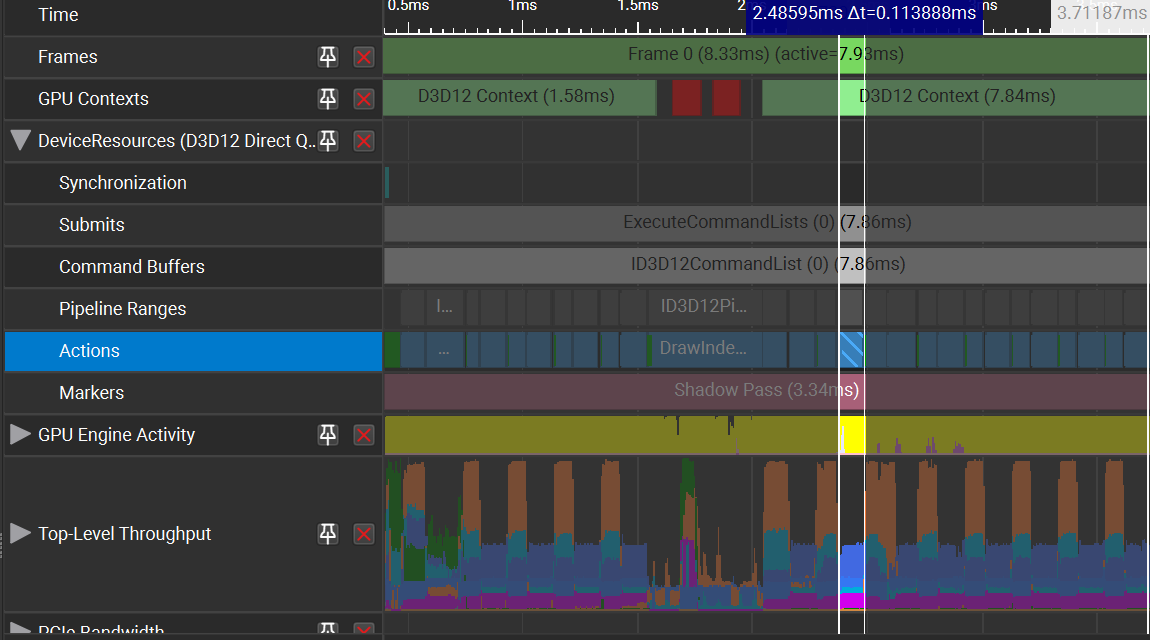 Time
0.5ms 1ms 1.5ms 2 2.48595ms Δt=0.113888ms ms 3.71187ms
Frames
Frame 0 (8.33ms) (active=7.93ms)
GPU Contexts
D3D12 Context (1.58ms) D3D12 Context (7.84ms)
DeviceResources (D3D12 Direct Q...
Synchronization
Submits
ExecuteCommandLists (0) (7.86ms)
Command Buffers
ID3D12CommandList (0) (7.86ms)
Pipeline Ranges
I... ID3D12Pi...
Actions
... DrawInde...
Markers
Shadow Pass (3.34ms)
GPU Engine Activity
Top-Level Throughput
PCIe Bandwidth